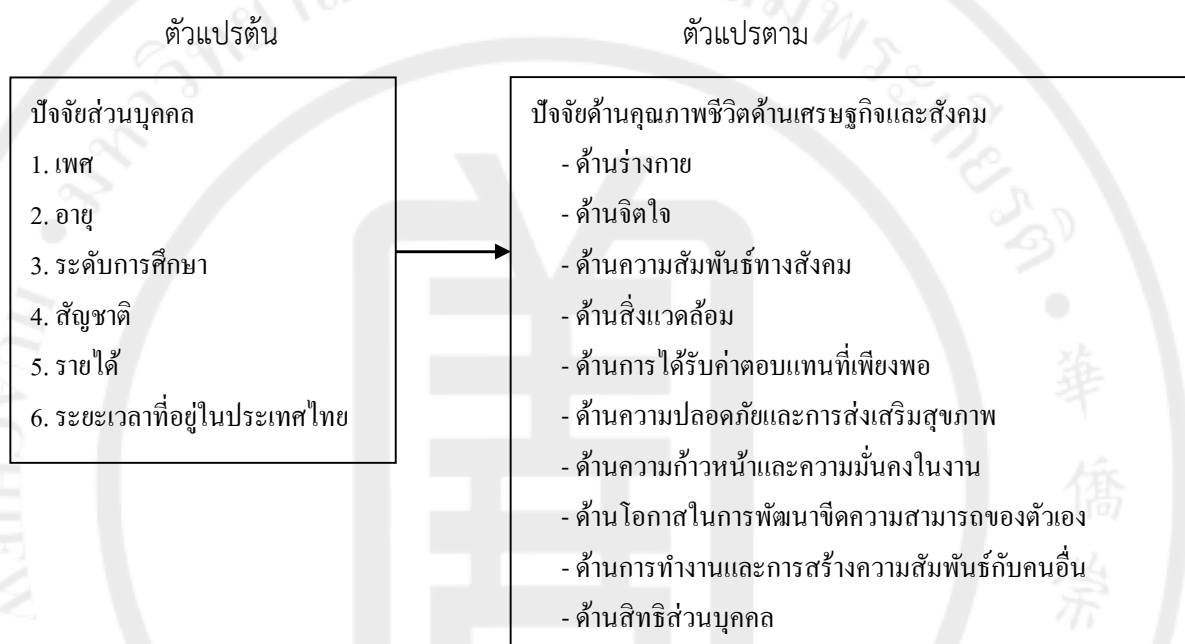 ตัวแปรต้น
ตัวแปรตาม
ปัจจัยส่วนบุคคล
1. เพศ
2. อายุ
3. ระดับการศึกษา
4. สัญชาติ
5. รายได้
6. ระยะเวลาที่อยู่ในประเทศไทย
ปัจจัยด้านคุณภาพชีวิตด้านเศรษฐกิจและสังคม
- ด้านร่างกาย
- ด้านจิตใจ
- ด้านความสัมพันธ์ทางสังคม
- ด้านสิ่งแวดล้อม
- ด้านการได้รับค่าตอบแทนที่เพียงพอ
- ด้านความปลอดภัยและการส่งเสริมสุขภาพ
- ด้านความก้าวหน้าและความมั่นคงในงาน
- ด้านโอกาสในการพัฒนาขีดความสามารถของตัวเอง
- ด้านการทำงานและการสร้างความสัมพันธ์กับคนอื่น
- ด้านสิทธิส่วนบุคคล
華
僑
崇